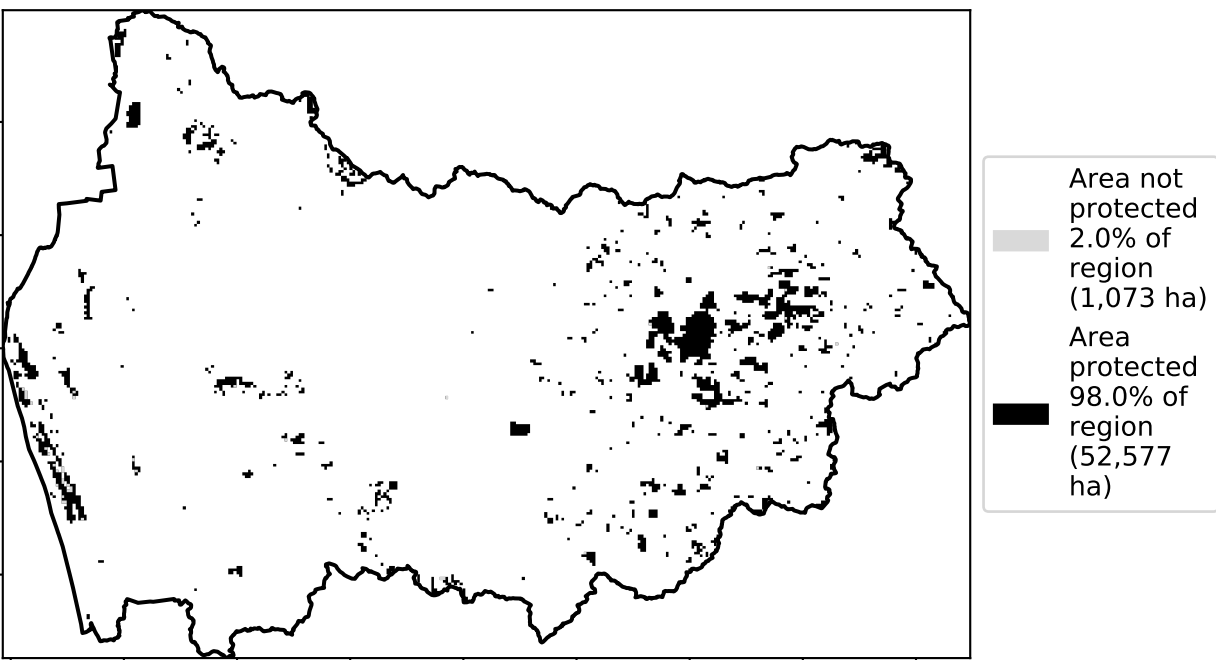 Area not
protected
2.0% of
region
(1,073 ha)
Area
protected
98.0% of
region
(52,577
ha)